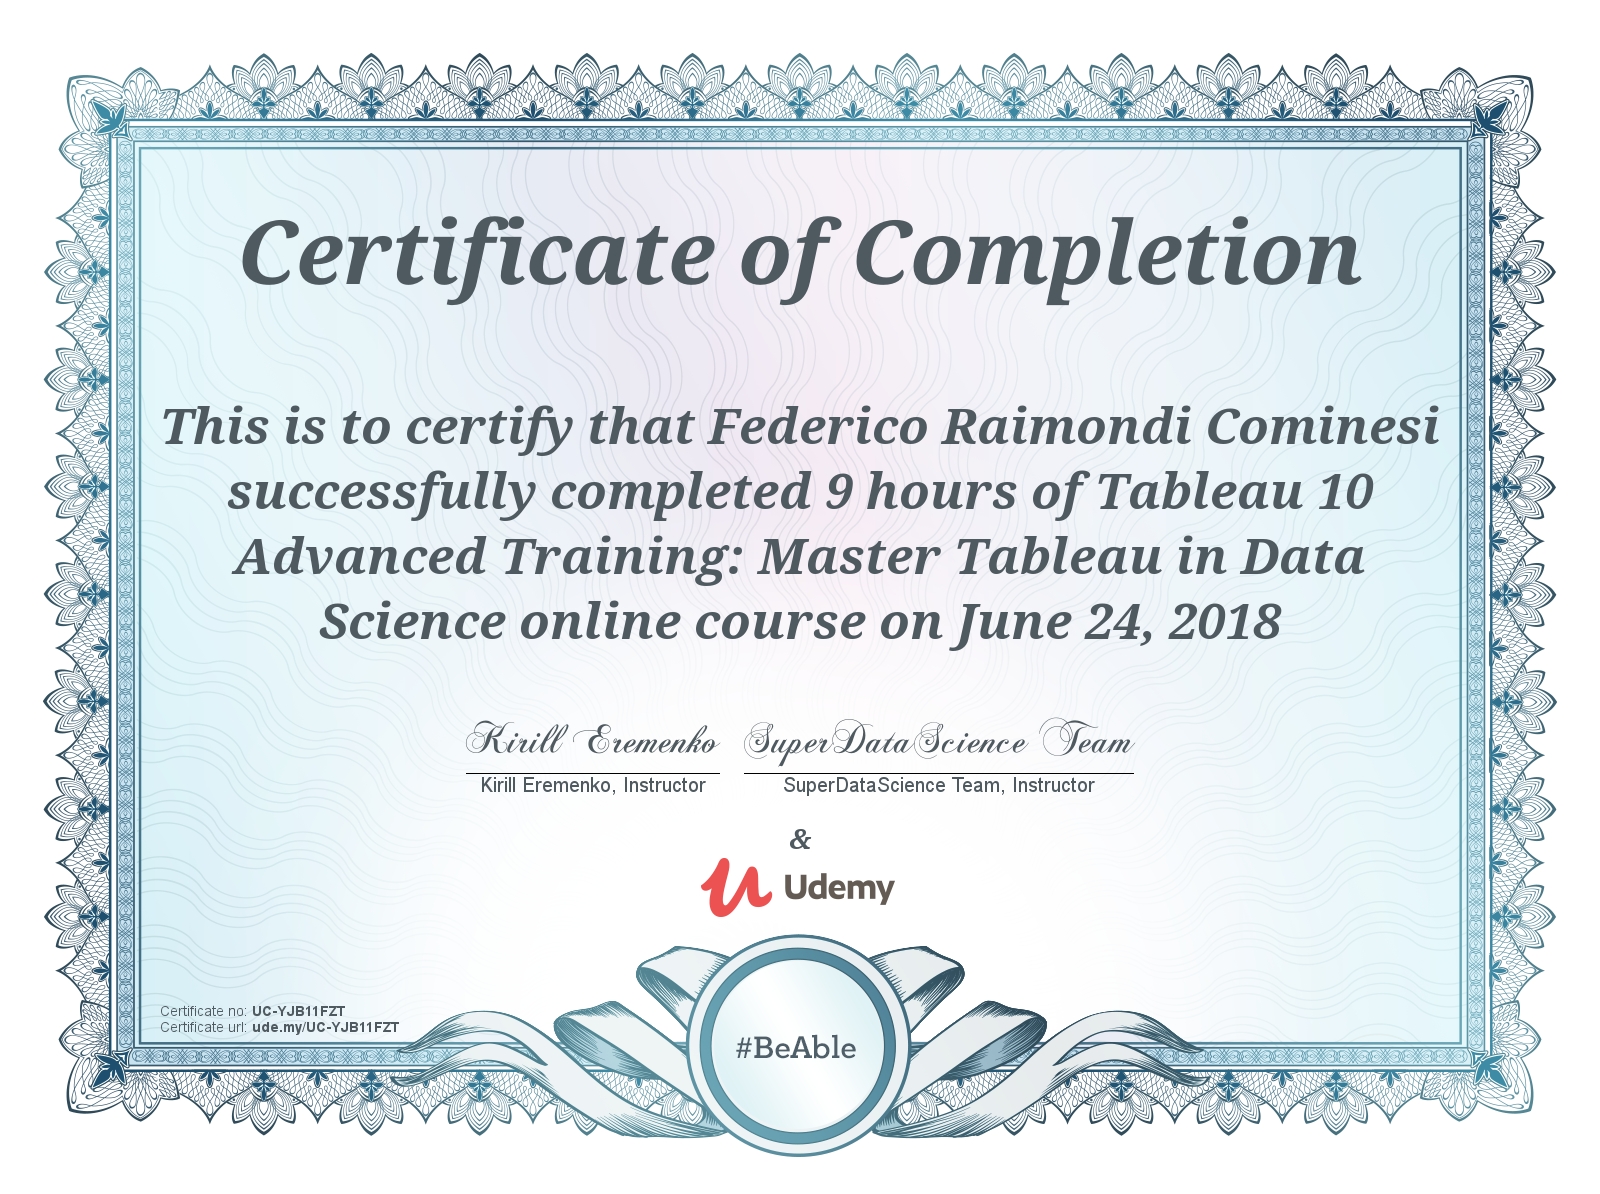 Certificate of Completion
This is to certify that Federico Raimondi Cominesi
successfully completed 9 hours of Tableau 10
Advanced Training: Master Tableau in Data
Science online course on June 24, 2018
Kirill Eremenko
Kirill Eremenko, Instructor
SuperDataScience Team
SuperDataScience Team, Instructor
&
Udemy
Certificate no: UC-YJB11FZT
Certificate url: ude.my/UC-YJB11FZT
#BeAble